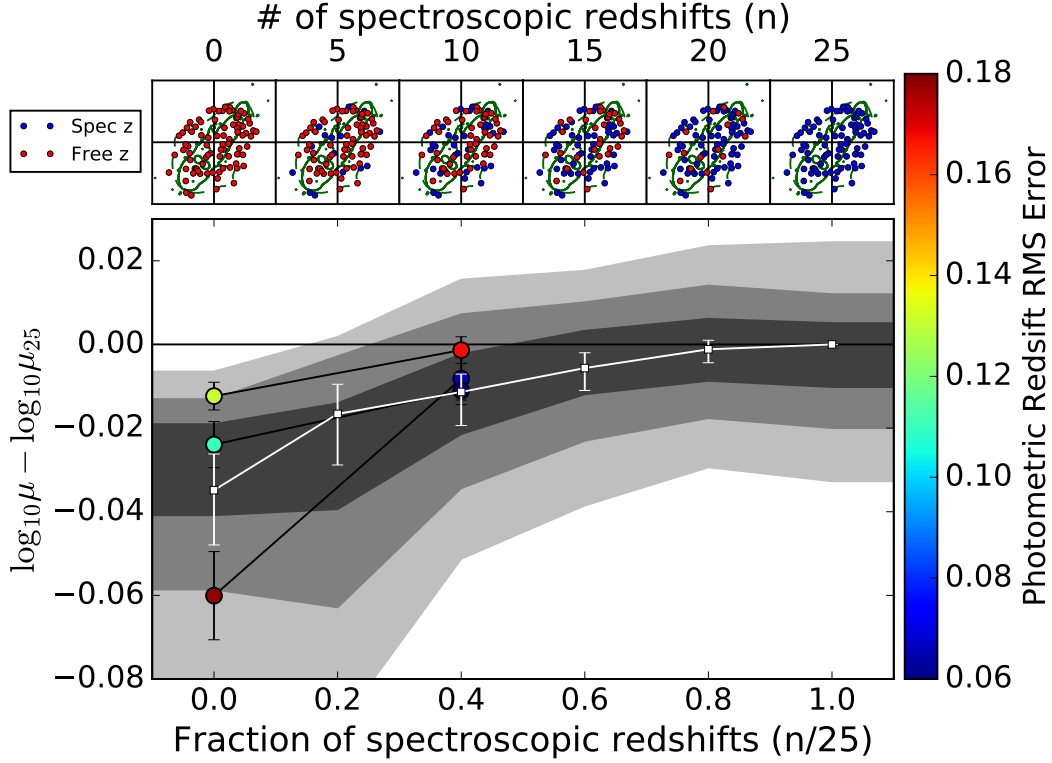 # of spectroscopic redshifts (n)
0 5 10 15 20 25
Spec z
Free z
0.02
0.00
−0.02
−0.04
−0.06
−0.08
log₁₀μ − log₁₀μ₂₅
0.0 0.2 0.4 0.6 0.8 1.0
Fraction of spectroscopic redshifts (n/25)
0.18
0.16
0.14
0.12
0.10
0.08
0.06
Photometric Redsift RMS Error